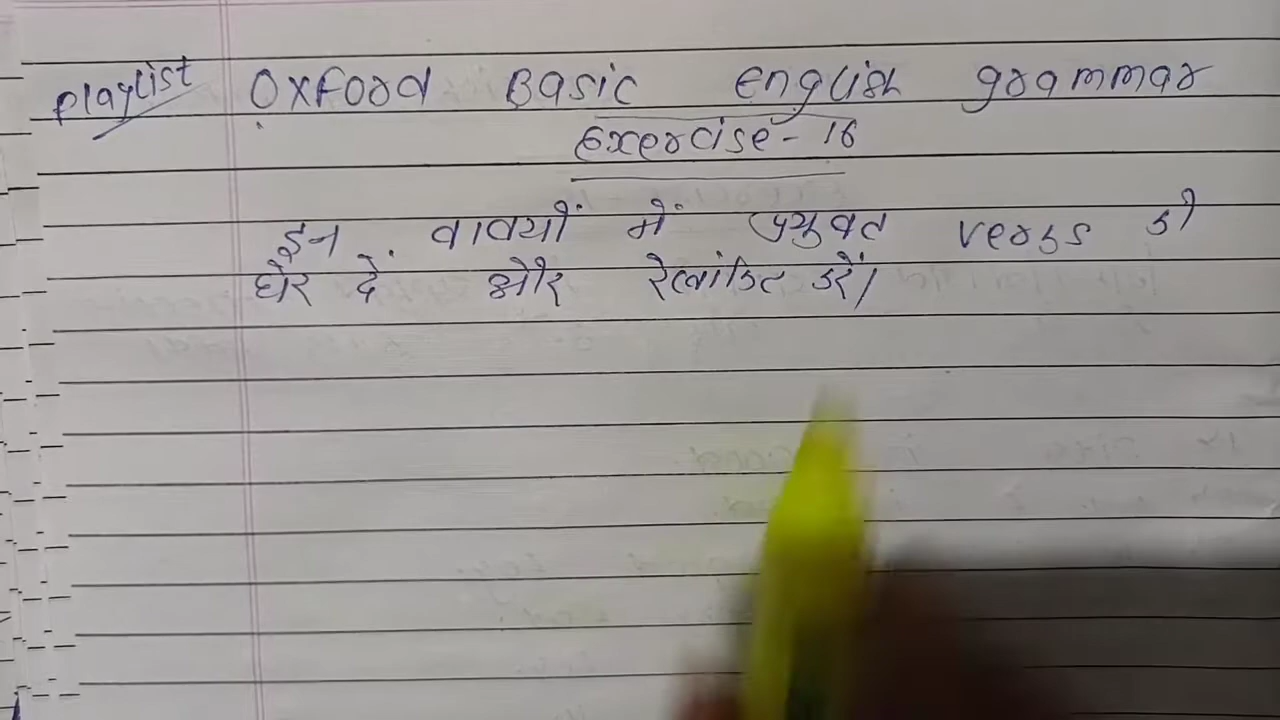 Playlist Oxford Basic English grammar
Exercise - 16
इन वाक्यों में प्रयुक्त verbs को
घेर दें और रेखांकित करें।